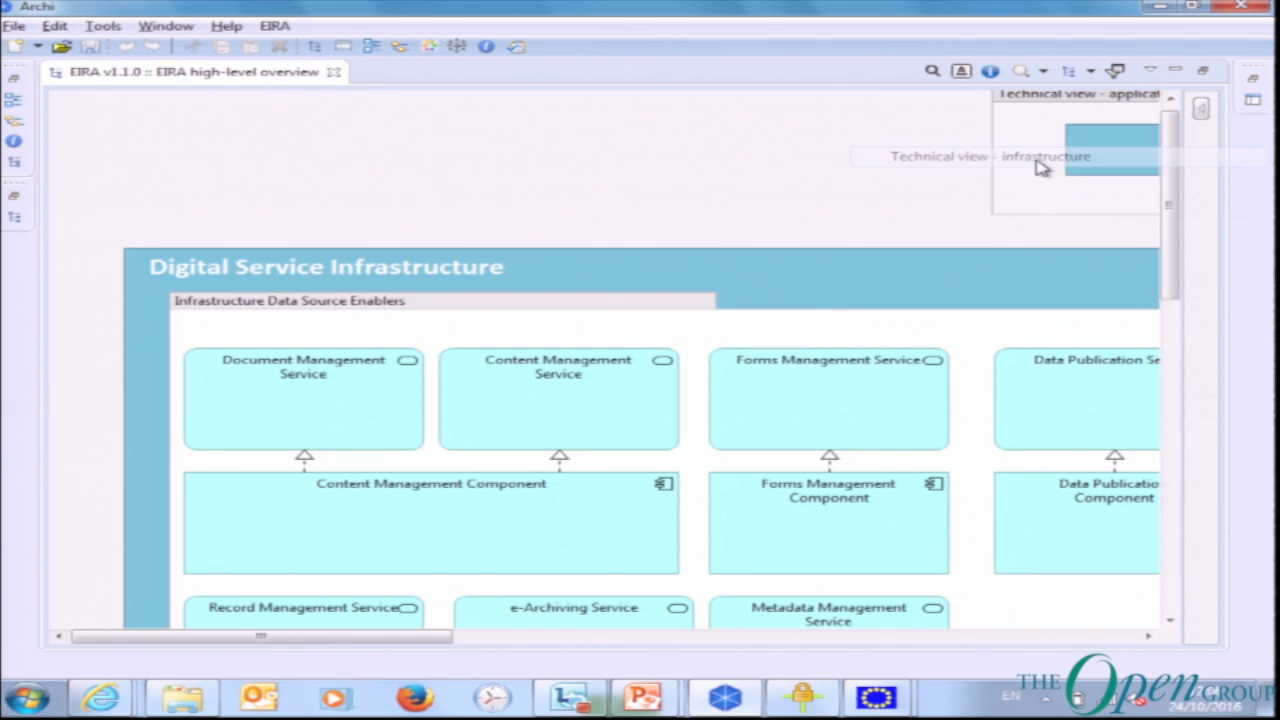 Archi
File Edit Tools Window Help EIRA
EIRA v1.1.0 :: EIRA high-level overview
Technical view - applicat
Technical view - infrastructure
Digital Service Infrastructure
Infrastructure Data Source Enablers
Document Management
Service
Content Management
Service
Forms Management Service
Data Publication Se
Content Management Component
Forms Management
Component
Data Publicatio
Component
Record Management Service
e-Archiving Service
Metadata Management
Service
EN
24/10/2016
THE Open GROUP